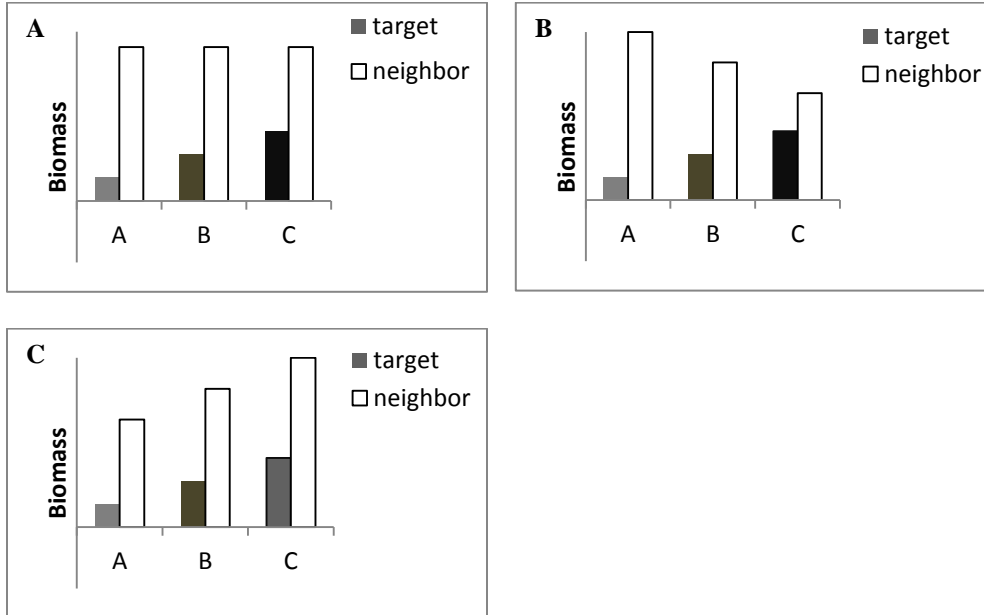 A
target
neighbor
Biomass
A B C
B
target
neighbor
Biomass
A B C
C
target
neighbor
Biomass
A B C